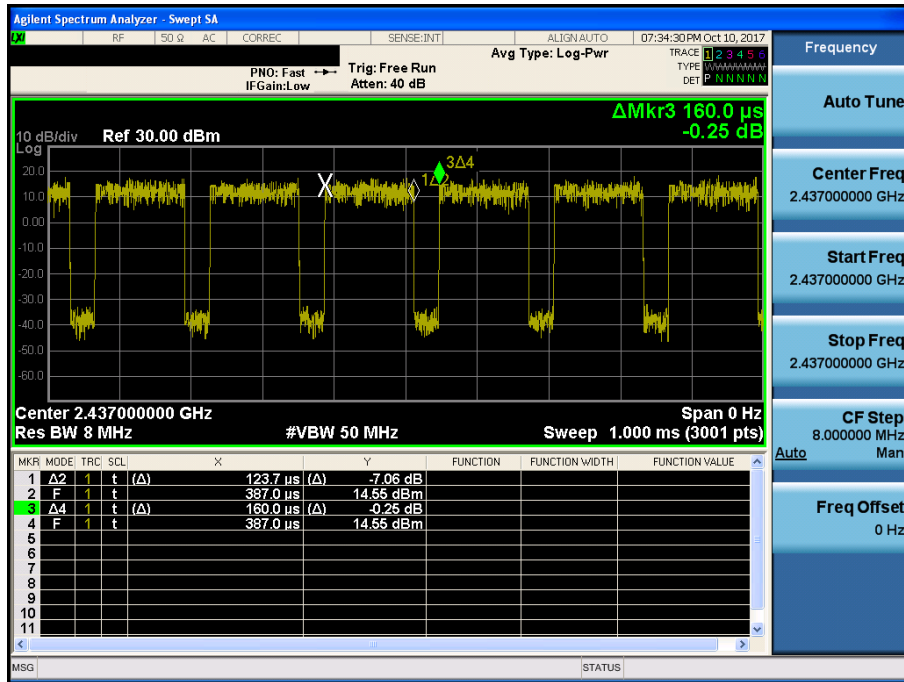 Agilent Spectrum Analyzer - Swept SA
LXI RF 50 Ω AC CORREC SENSE:INT ALIGN AUTO 07:34:30 PM Oct 10, 2017
Frequency
Avg Type: Log-Pwr
TRACE 1 2 3 4 5 6
TYPE
DET P N N N N N
PNO: Fast
IFGain:Low
Trig: Free Run
Atten: 40 dB
Auto Tune
ΔMkr3 160.0 µs
-0.25 dB
10 dB/div
Log
Ref 30.00 dBm
20.0
10.0
0.00
-10.0
-20.0
-30.0
-40.0
-50.0
-60.0
3Δ4
Center Freq
2.437000000 GHz
Start Freq
2.437000000 GHz
Stop Freq
2.437000000 GHz
CF Step
8.000000 MHz
Auto Man
Freq Offset
0 Hz
Center 2.437000000 GHz Span 0 Hz
Res BW 8 MHz #VBW 50 MHz Sweep 1.000 ms (3001 pts)
MKR MODE TRC SCL X Y FUNCTION FUNCTION WIDTH FUNCTION VALUE
1 Δ2 1 t (Δ) 123.7 µs (Δ) -7.06 dB
2 F 1 t 387.0 µs 14.55 dBm
3 Δ4 1 t (Δ) 160.0 µs (Δ) -0.25 dB
4 F 1 t 387.0 µs 14.55 dBm
5
6
7
8
9
10
11
MSG STATUS